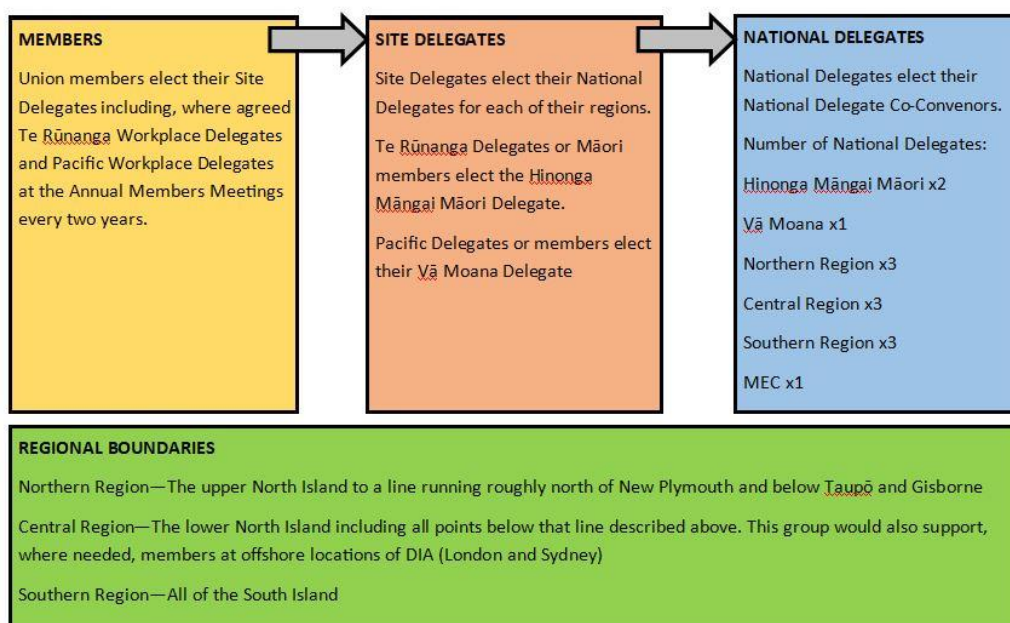 MEMBERS
Union members elect their Site
Delegates including, where agreed
Te Rūnanga Workplace Delegates
and Pacific Workplace Delegates
at the Annual Members Meetings
every two years.
SITE DELEGATES
Site Delegates elect their National
Delegates for each of their regions.
Te Rūnanga Delegates or Māori
members elect the Hinonga
Māngai Māori Delegate.
Pacific Delegates or members elect
their Vā Moana Delegate
NATIONAL DELEGATES
National Delegates elect their
National Delegate Co-Convenors.
Number of National Delegates:
Hinonga Māngai Māori x2
Vā Moana x1
Northern Region x3
Central Region x3
Southern Region x3
MEC x1
REGIONAL BOUNDARIES
Northern Region—The upper North Island to a line running roughly north of New Plymouth and below Taupō and Gisborne
Central Region—The lower North Island including all points below that line described above. This group would also support,
where needed, members at offshore locations of DIA (London and Sydney)
Southern Region—All of the South Island